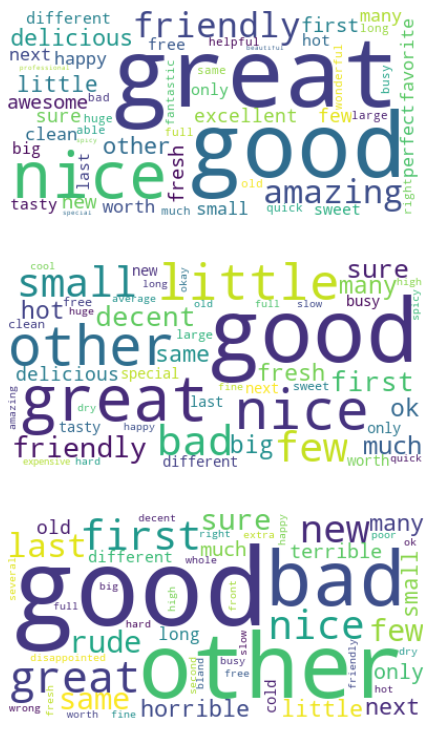 different friendly first many
long
delicious free helpful hot
beautiful
next happy
professional
great
little fantastic same only wonderful busy
awesome bad
sure huge excellent few large perfect favorite
clean able full
other good
spicy
big last fresh
nice old amazing right
tasty new worth much small quick sweet
special
cool little sure
small new long okay many high
hot free average old full slow busy spicy
huge decent good
clean large
other same fresh first
delicious special
amazing great fine next sweet
dry last nice ok
tasty happy only
friendly bad big few much
expensive hard different worth quick
old decent sure new many
first right extra happy poor ok
last different much terrible
several good whole bad small
big front
full high nice
hard slow few
rude long other friendly dry
disappointed busy
second bland free only
great cold hot
fresh same little next
wrong worth fine horrible